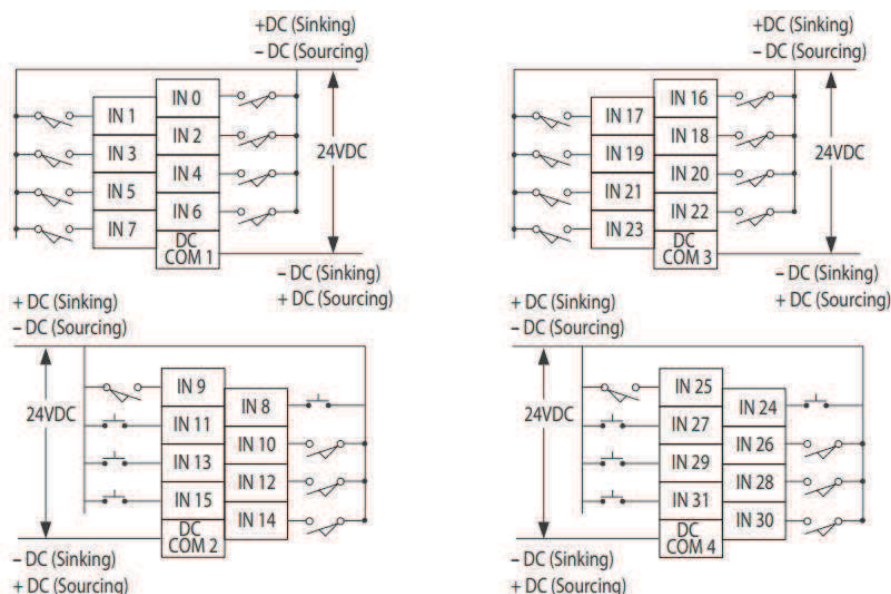 +DC (Sinking)
– DC (Sourcing)
IN 0
IN 1
IN 2
IN 3
IN 4
IN 5
IN 6
IN 7
DC
COM 1
24VDC
– DC (Sinking)
+ DC (Sourcing)
+DC (Sinking)
– DC (Sourcing)
IN 16
IN 17
IN 18
IN 19
IN 20
IN 21
IN 22
IN 23
DC
COM 3
24VDC
– DC (Sinking)
+ DC (Sourcing)
+ DC (Sinking)
– DC (Sourcing)
24VDC
IN 9
IN 8
IN 11
IN 10
IN 13
IN 12
IN 15
IN 14
DC
COM 2
– DC (Sinking)
+ DC (Sourcing)
+ DC (Sinking)
– DC (Sourcing)
24VDC
IN 25
IN 24
IN 27
IN 26
IN 29
IN 28
IN 31
IN 30
DC
COM 4
– DC (Sinking)
+ DC (Sourcing)